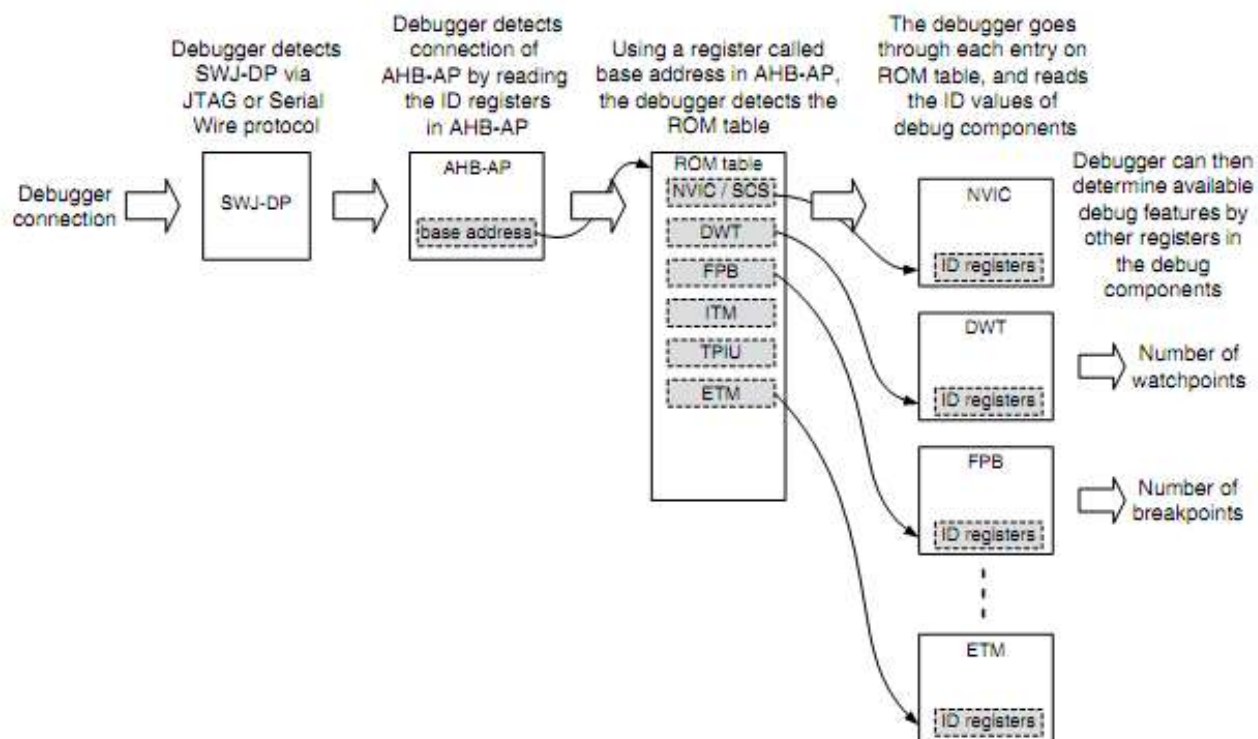 Debugger detects
SWJ-DP via
JTAG or Serial
Wire protocol
Debugger detects
connection of
AHB-AP by reading
the ID registers
in AHB-AP
Using a register called
base address in AHB-AP,
the debugger detects the
ROM table
The debugger goes
through each entry on
ROM table, and reads
the ID values of
debug components
Debugger can then
determine available
debug features by
other registers in
the debug
components
Debugger
connection
SWJ-DP
AHB-AP
base address
ROM table
NVIC / SCS
DWT
FPB
ITM
TPIU
ETM
NVIC
ID registers
DWT
ID registers
Number of
watchpoints
FPB
ID registers
Number of
breakpoints
ETM
ID registers